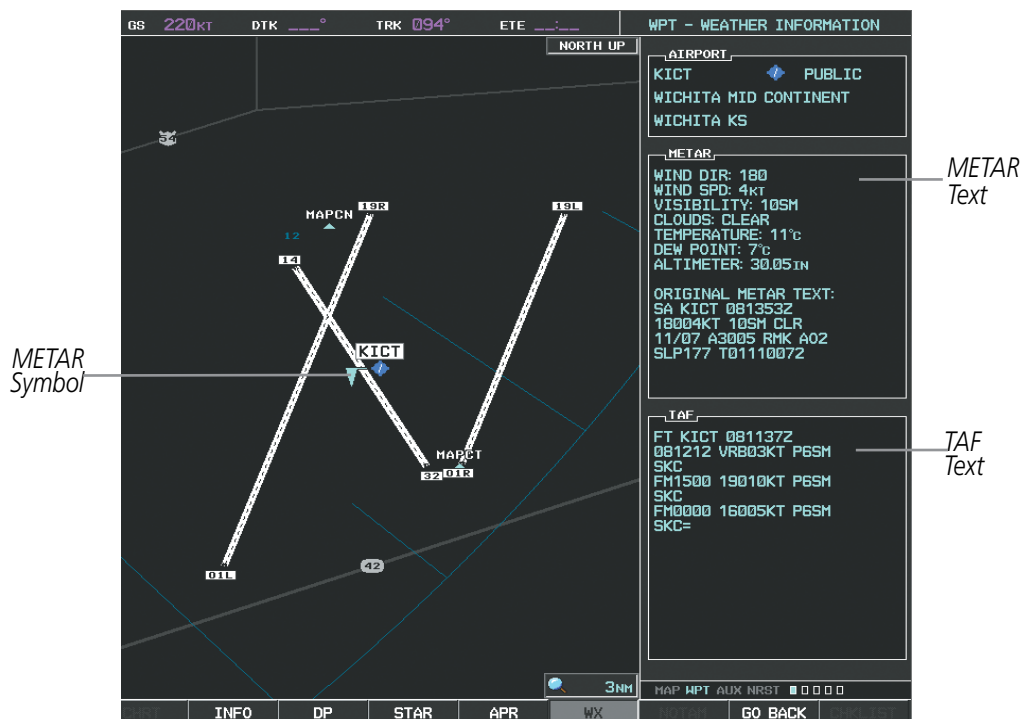 GS 220KT DTK ___° TRK 094° ETE __:__
WPT – WEATHER INFORMATION
NORTH UP
AIRPORT
KICT PUBLIC
WICHITA MID CONTINENT
WICHITA KS
METAR
WIND DIR: 180
WIND SPD: 4KT
VISIBILITY: 10SM
CLOUDS: CLEAR
TEMPERATURE: 11°C
DEW POINT: 7°C
ALTIMETER: 30.05IN
ORIGINAL METAR TEXT:
SA KICT 081353Z
18004KT 10SM CLR
11/07 A3005 RMK AO2
SLP177 T01110072
METAR
Text
TAF
FT KICT 081137Z
081212 VRB03KT P6SM
SKC
FM1500 19010KT P6SM
SKC
FM0000 16005KT P6SM
SKC=
TAF
Text
54
19R
19L
MAPCN
12
14
KICT
METAR
Symbol
MAPCT
32
01R
42
01L
3NM
MAP WPT AUX NRST
CHRT INFO DP STAR APR WX NOTAM GO BACK CHKLIST